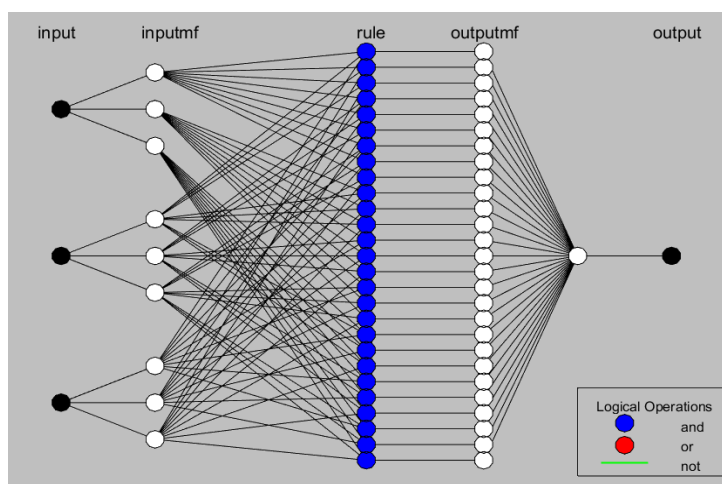 input inputmf rule outputmf output
Logical Operations
and
or
not